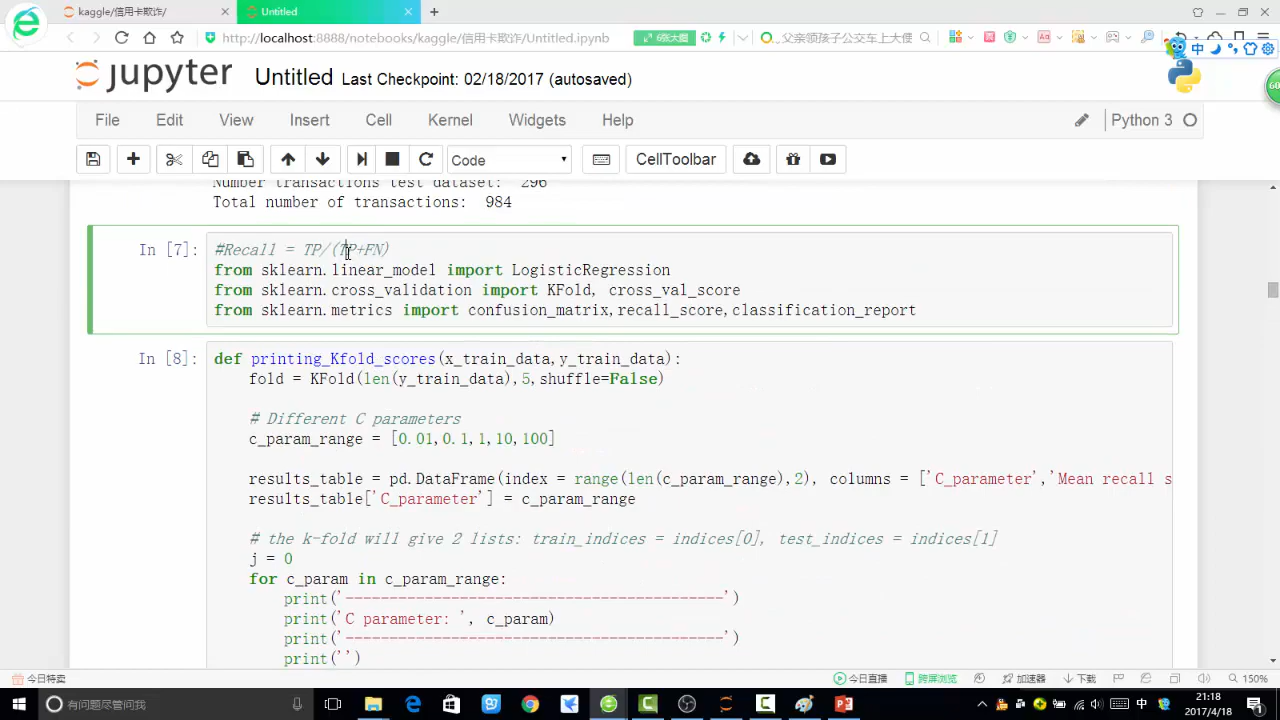 kaggle/信用卡欺诈/
Untitled
http://localhost:8888/notebooks/kaggle/信用卡欺诈/Untitled.ipynb
6张大图
父亲领孩子公交车上大便
中
jupyter Untitled Last Checkpoint: 02/18/2017 (autosaved)
60
File Edit View Insert Cell Kernel Widgets Help
Python 3
Code
CellToolbar
Number transactions test dataset: 296
Total number of transactions: 984
In [7]: #Recall = TP/(TP+FN)
from sklearn.linear_model import LogisticRegression
from sklearn.cross_validation import KFold, cross_val_score
from sklearn.metrics import confusion_matrix,recall_score,classification_report
In [8]: def printing_Kfold_scores(x_train_data,y_train_data):
fold = KFold(len(y_train_data),5,shuffle=False)
# Different C parameters
c_param_range = [0.01,0.1,1,10,100]
results_table = pd.DataFrame(index = range(len(c_param_range),2), columns = ['C_parameter','Mean recall s
results_table['C_parameter'] = c_param_range
# the k-fold will give 2 lists: train_indices = indices[0], test_indices = indices[1]
j = 0
for c_param in c_param_range:
print('-------------------------------------------')
print('C parameter: ', c_param)
print('-------------------------------------------')
print('')
今日特卖
今日直播 跨屏浏览 加速器 下载 150%
有问题尽管问我
中
21:18
2017/4/18